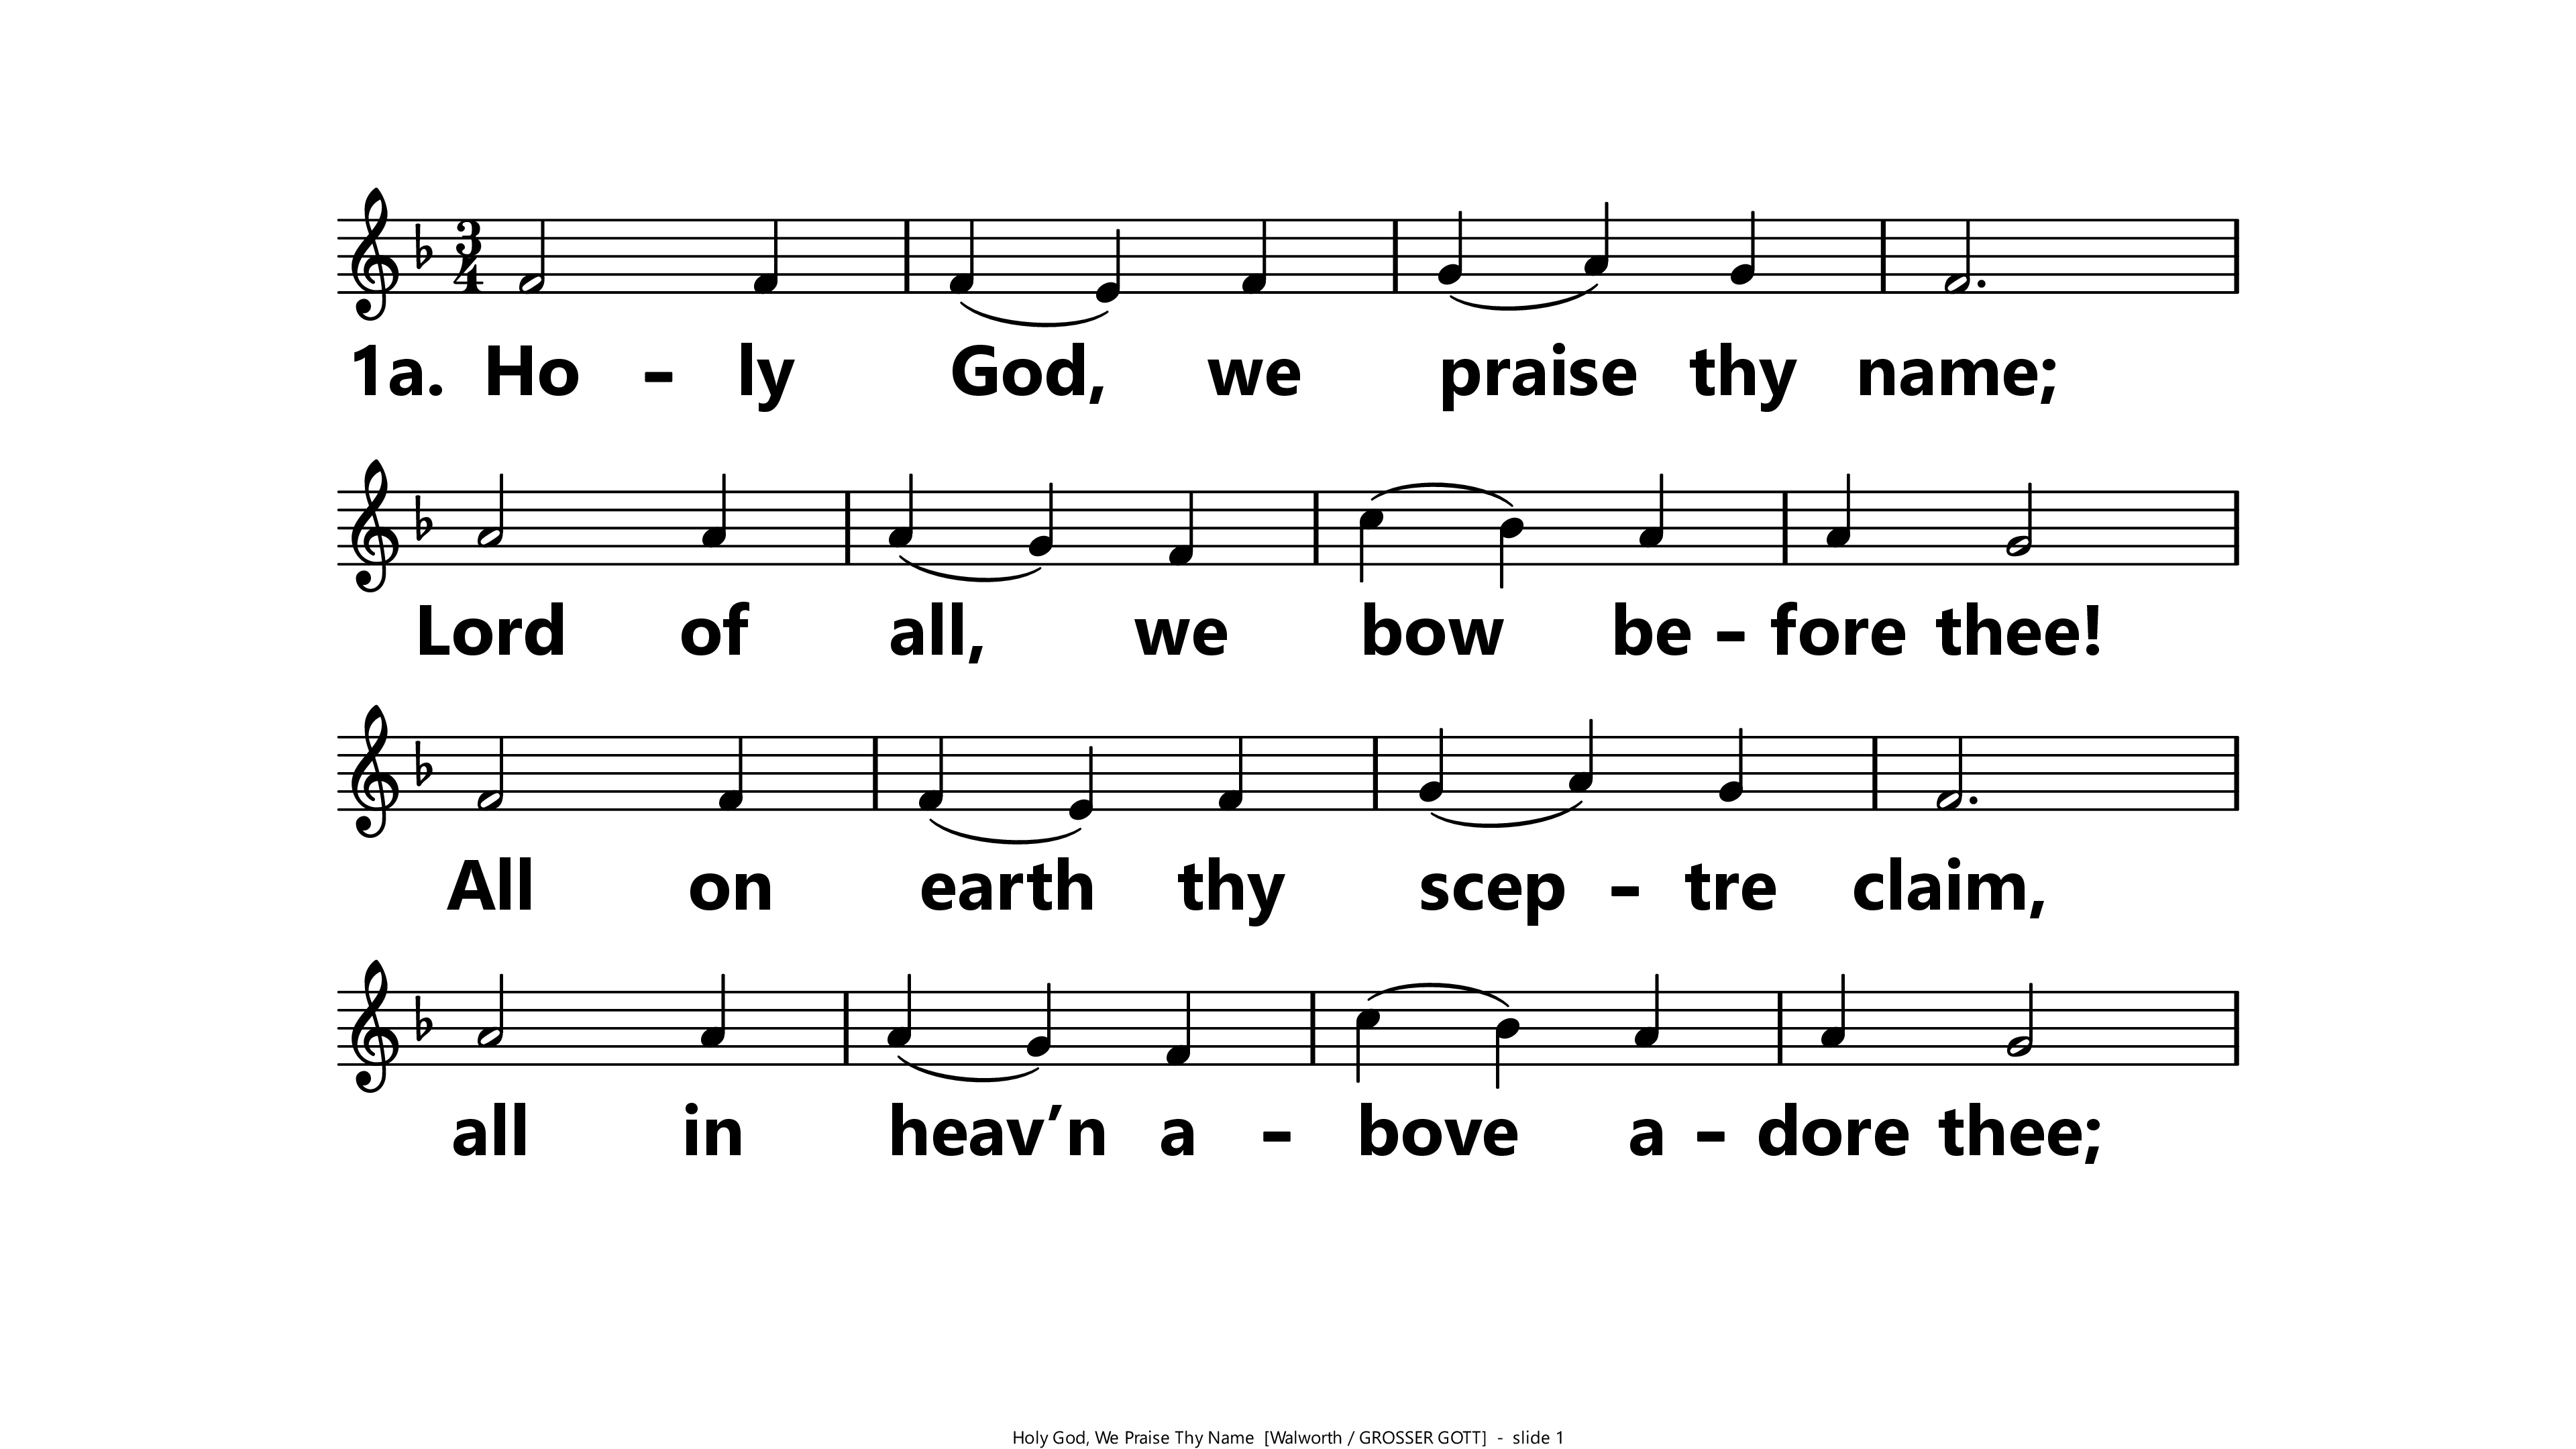 3
4
1a. Ho - ly God, we praise thy name;
Lord of all, we bow be - fore thee!
All on earth thy scep - tre claim,
all in heav’n a - bove a - dore thee;
Holy God, We Praise Thy Name [Walworth / GROSSER GOTT] - slide 1